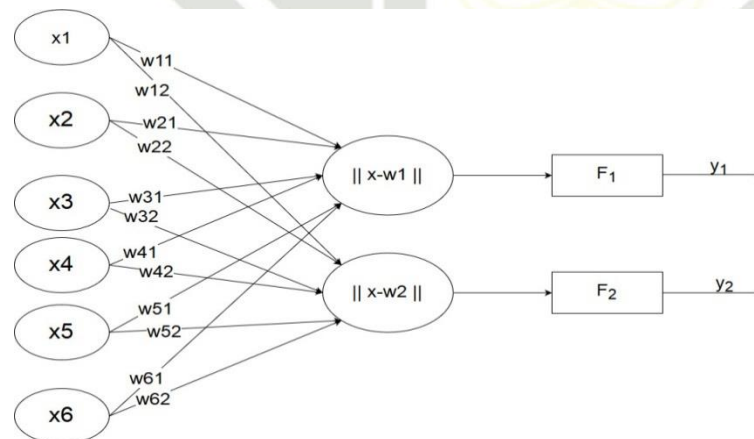 x1
w11
w12
x2
w21
w22
x3
w31
w32
x4
w41
w42
x5
w51
w52
x6
w61
w62
|| x-w1 ||
F₁
y₁
|| x-w2 ||
F₂
y₂